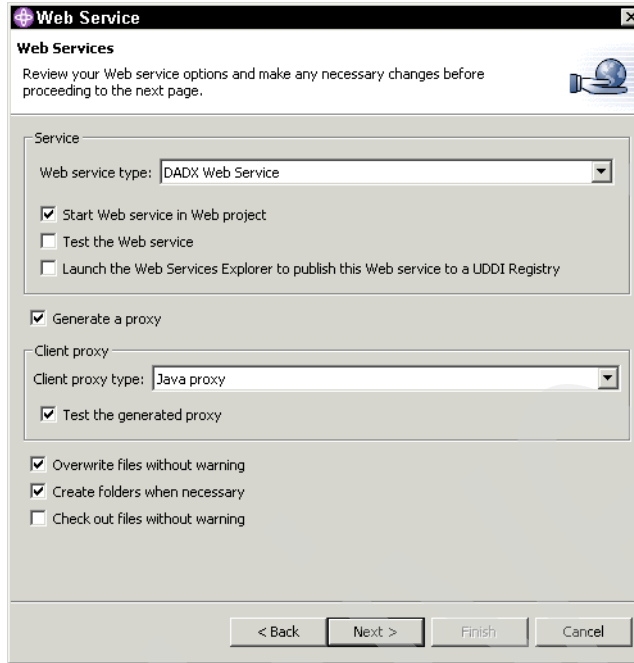 Web Service
Web Services
Review your Web service options and make any necessary changes before
proceeding to the next page.
Service
Web service type: DADX Web Service
Start Web service in Web project
Test the Web service
Launch the Web Services Explorer to publish this Web service to a UDDI Registry
Generate a proxy
Client proxy
Client proxy type: Java proxy
Test the generated proxy
Overwrite files without warning
Create folders when necessary
Check out files without warning
< Back Next > Finish Cancel